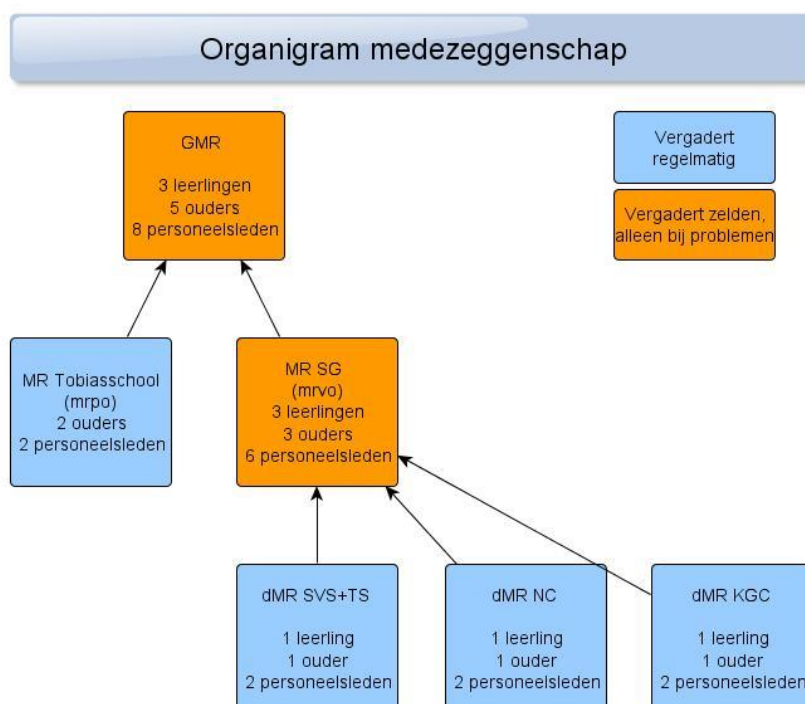 Organigram medezeggenschap
GMR
3 leerlingen
5 ouders
8 personeelsleden
Vergadert
regelmatig
Vergadert zelden,
alleen bij problemen
MR Tobiasschool
(mrpo)
2 ouders
2 personeelsleden
MR SG
(mrvo)
3 leerlingen
3 ouders
6 personeelsleden
dMR SVS+TS
1 leerling
1 ouder
2 personeelsleden
dMR NC
1 leerling
1 ouder
2 personeelsleden
dMR KGC
1 leerling
1 ouder
2 personeelsleden